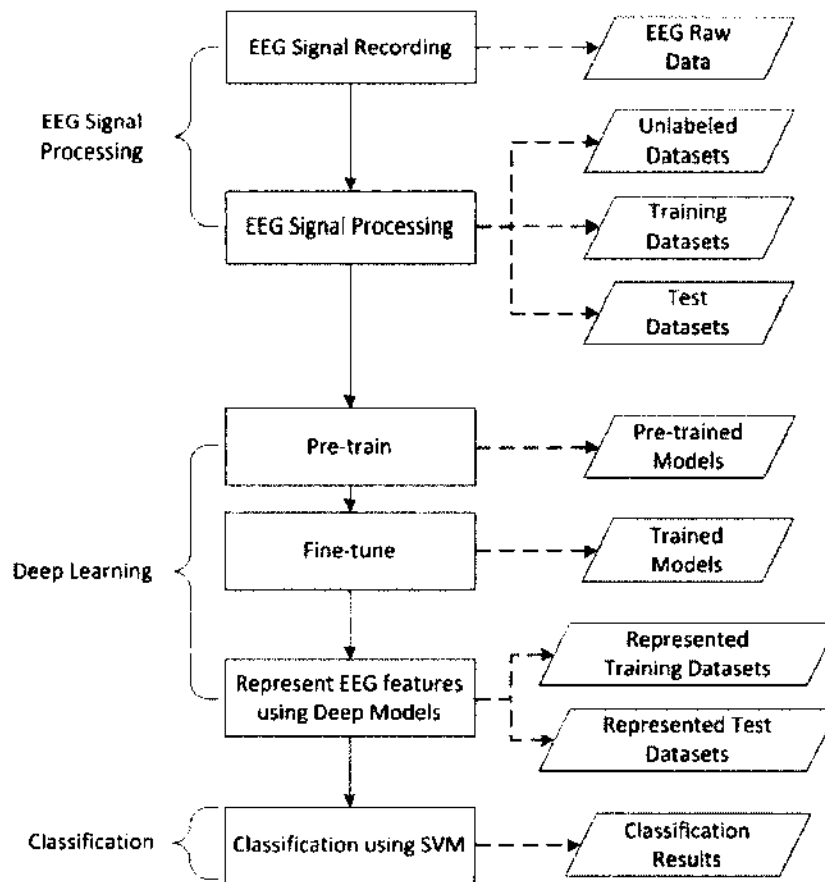 EEG Signal Recording
EEG Raw
Data
EEG Signal
Processing
Unlabeled
Datasets
EEG Signal Processing
Training
Datasets
Test
Datasets
Pre-train
Pre-trained
Models
Fine-tune
Trained
Models
Deep Learning
Represent EEG features
using Deep Models
Represented
Training Datasets
Represented Test
Datasets
Classification
Classification using SVM
Classification
Results